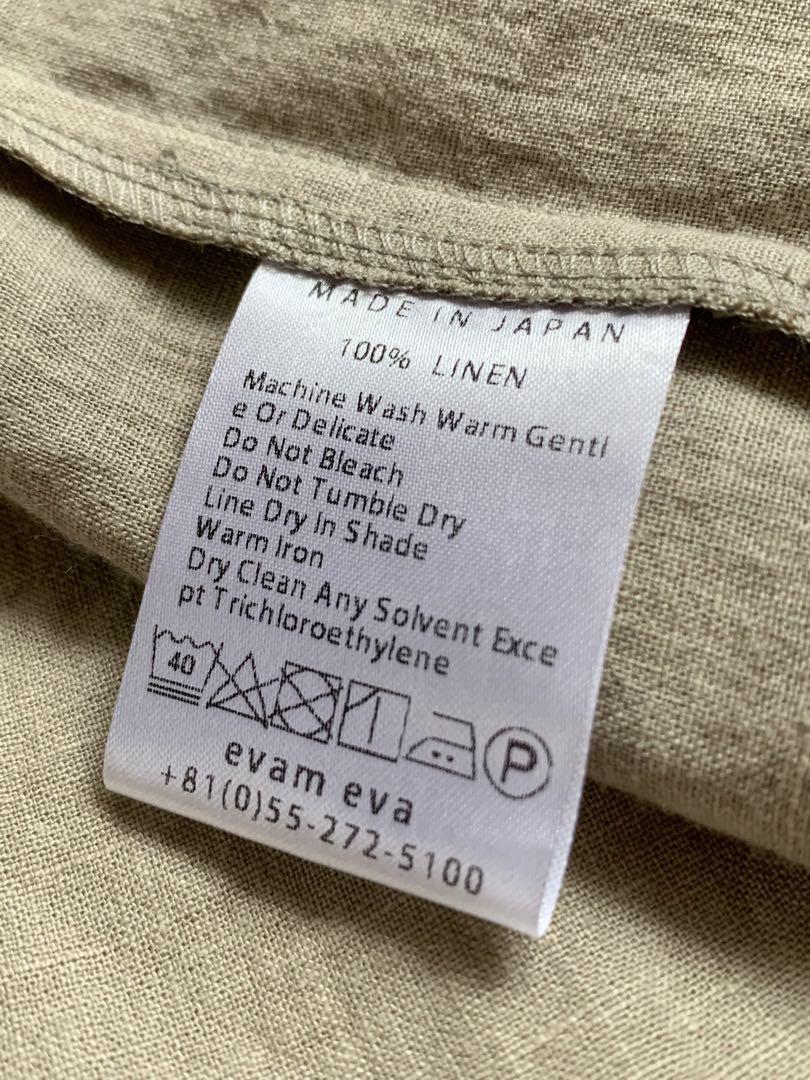 MADE IN JAPAN
100% LINEN
Machine Wash Warm Gentl
e Or Delicate
Do Not Bleach
Do Not Tumble Dry
Line Dry In Shade
Warm Iron
Dry Clean Any Solvent Exce
pt Trichloroethylene
40 P
evam eva
+81(0)55-272-5100